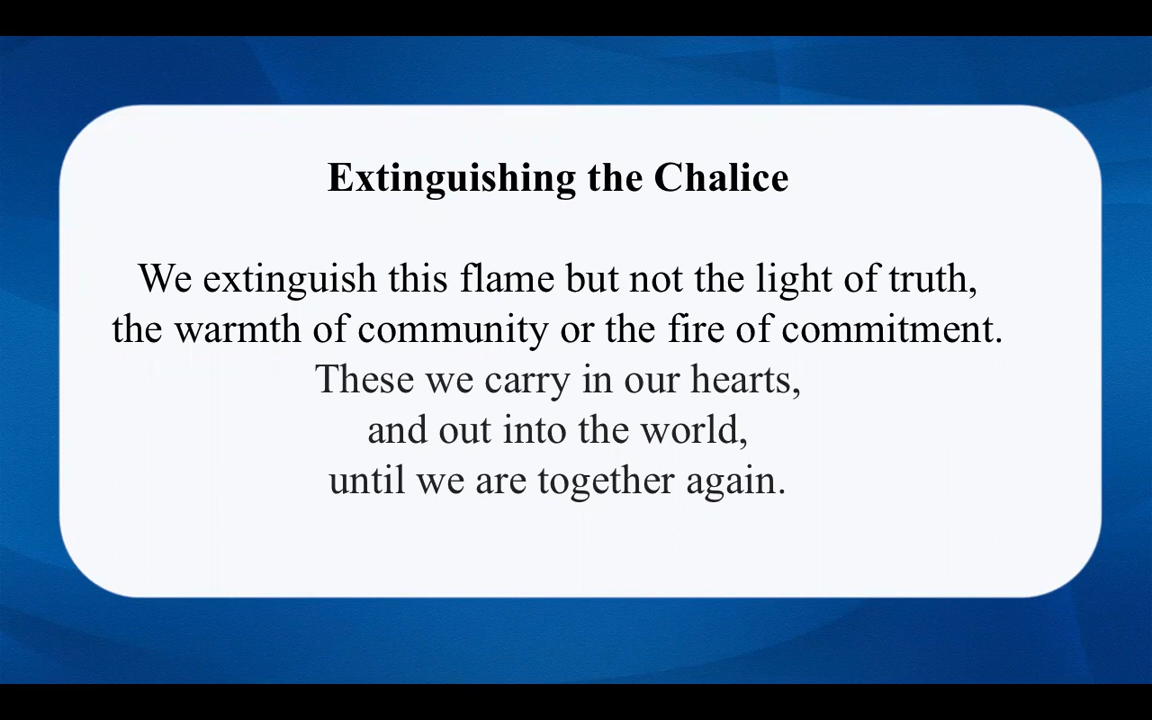 Extinguishing the Chalice
We extinguish this flame but not the light of truth,
the warmth of community or the fire of commitment.
These we carry in our hearts,
and out into the world,
until we are together again.